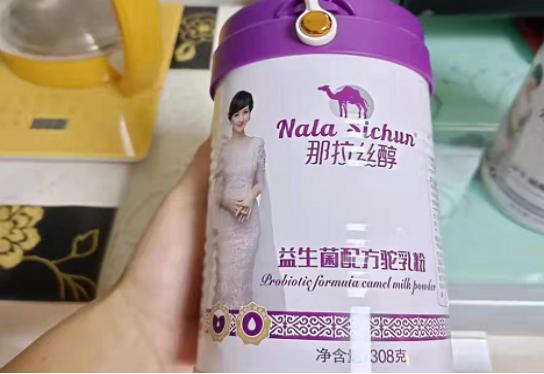 Nala Sichun
那拉丝醇
益生菌配方驼乳粉
Probiotic formula camel milk powder
净含量:308克